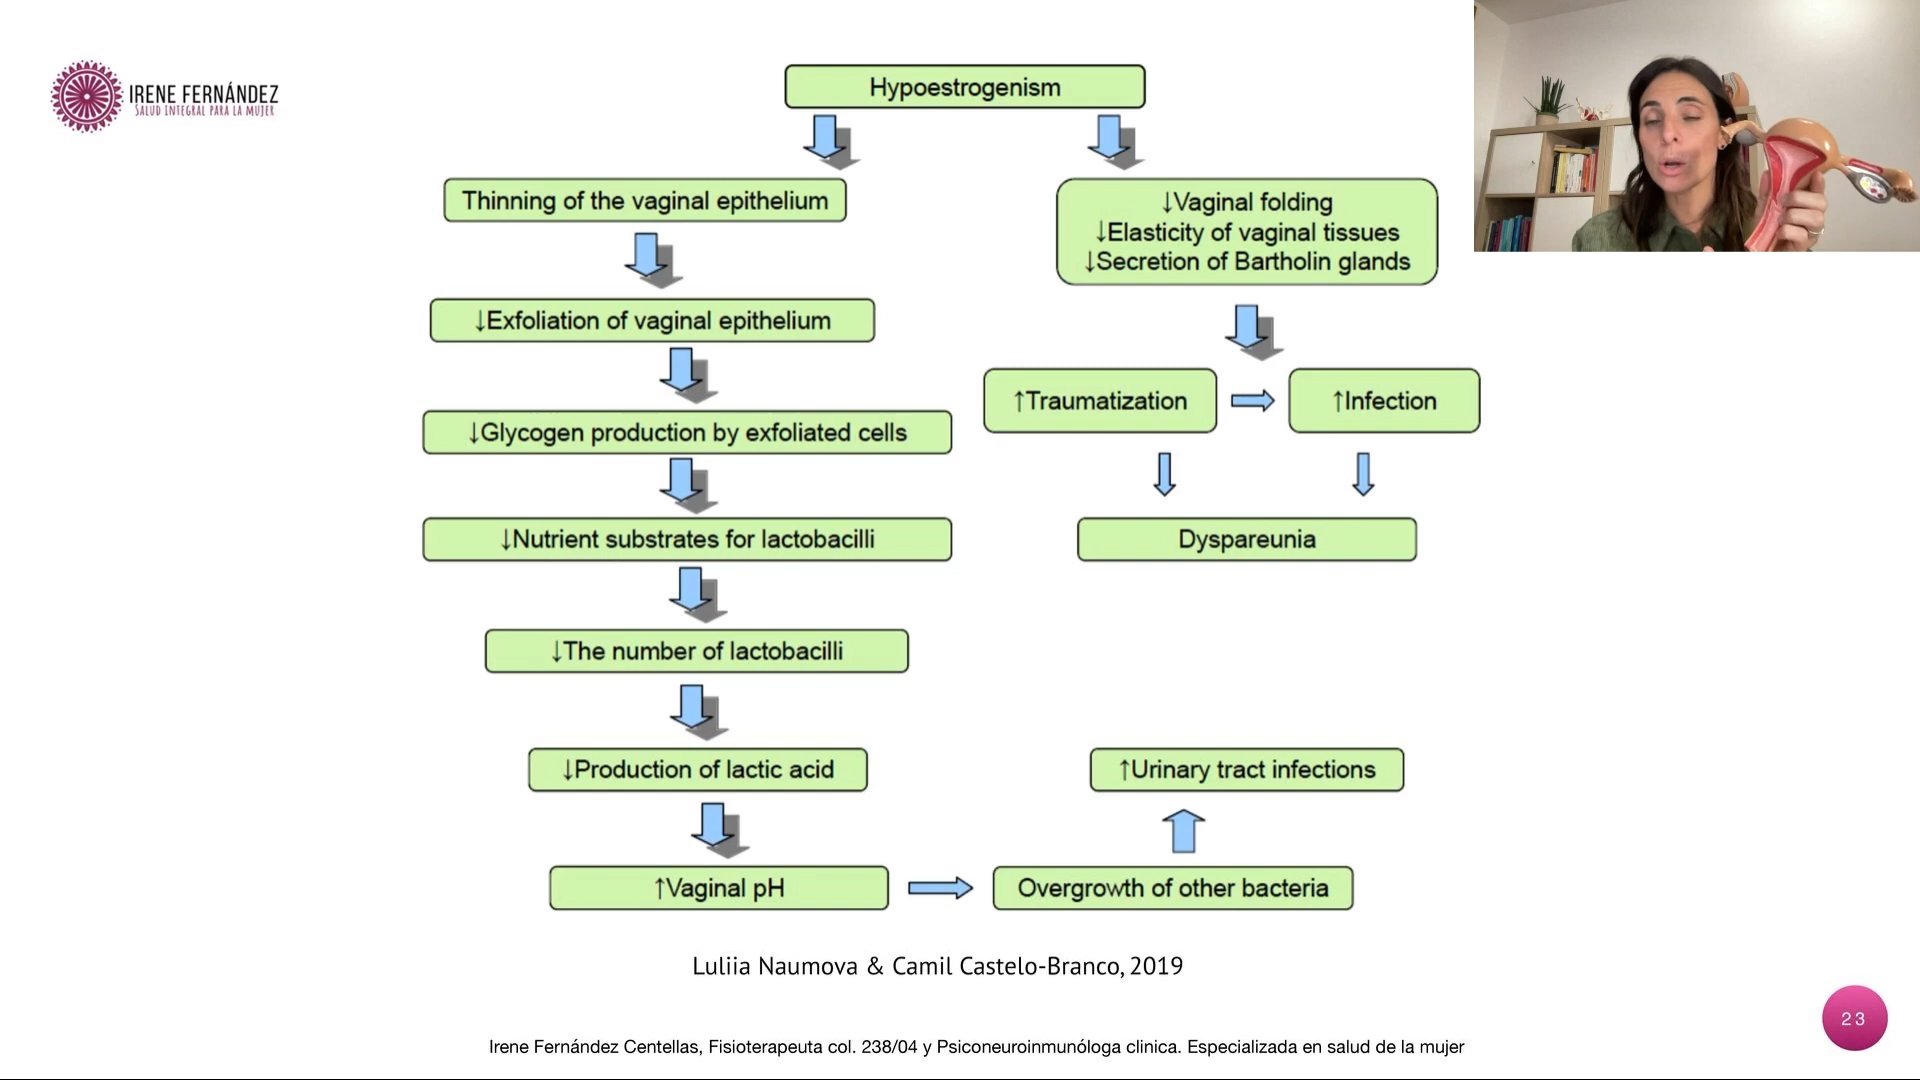 IRENE FERNÁNDEZ
SALUD INTEGRAL PARA LA MUJER
Hypoestrogenism
Thinning of the vaginal epithelium
↓Exfoliation of vaginal epithelium
↓Glycogen production by exfoliated cells
↓Nutrient substrates for lactobacilli
↓The number of lactobacilli
↓Production of lactic acid
↑Vaginal pH
Overgrowth of other bacteria
↑Urinary tract infections
↓Vaginal folding
↓Elasticity of vaginal tissues
↓Secretion of Bartholin glands
↑Traumatization
↑Infection
Dyspareunia
Luliia Naumova & Camil Castelo-Branco, 2019
Irene Fernández Centellas, Fisioterapeuta col. 238/04 y Psiconeuroinmunóloga clinica. Especializada en salud de la mujer
23